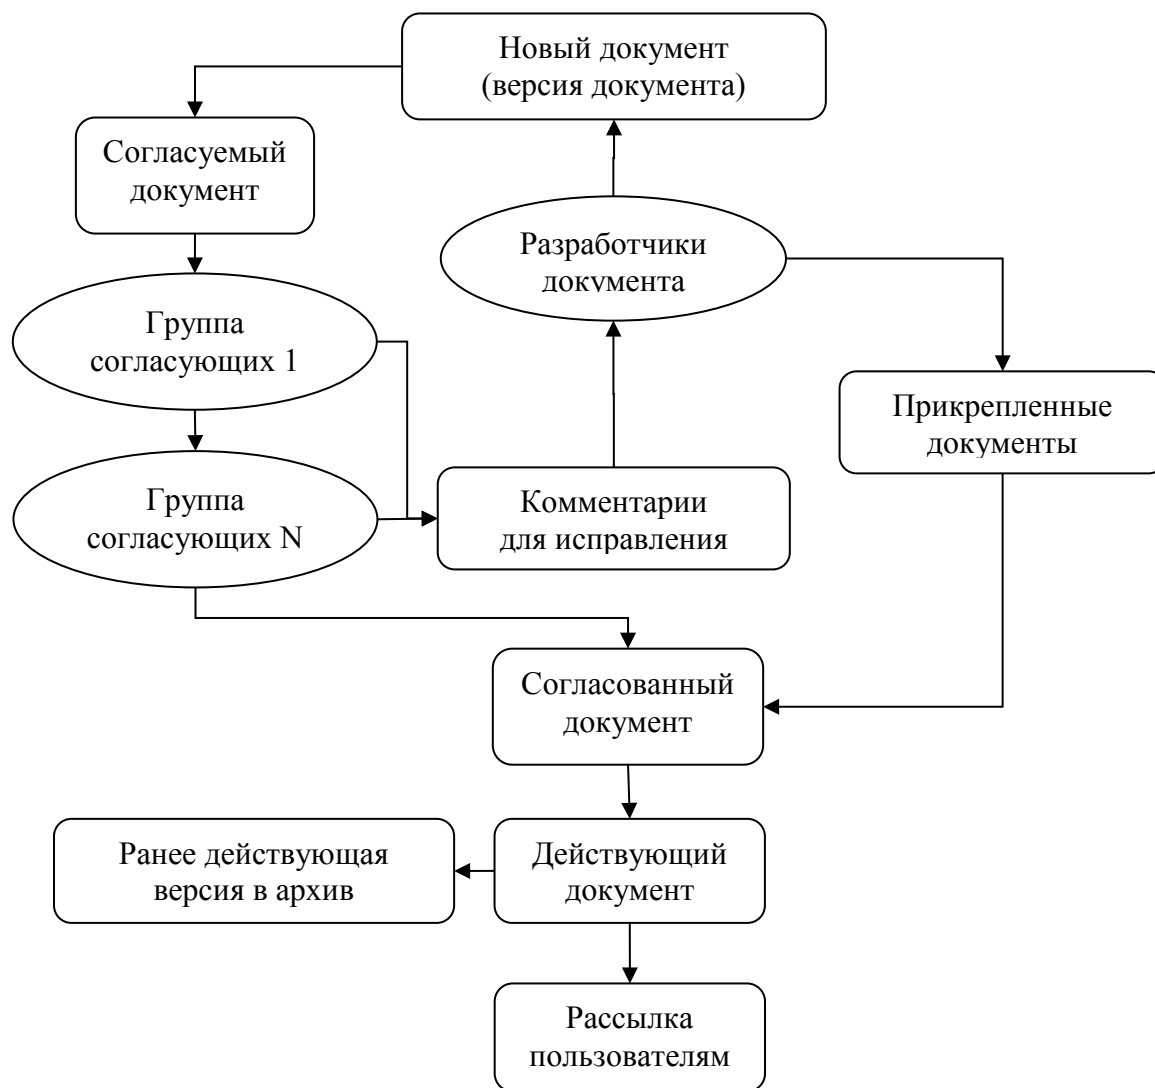 Новый документ
(версия документа)
Согласуемый
документ
Разработчики
документа
Группа
согласующих 1
Прикрепленные
документы
Группа
согласующих N
Комментарии
для исправления
Согласованный
документ
Ранее действующая
версия в архив
Действующий
документ
Рассылка
пользователям